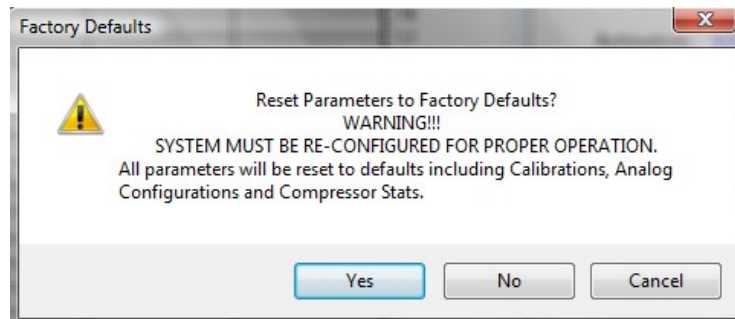 Factory Defaults
Reset Parameters to Factory Defaults?
WARNING!!!
SYSTEM MUST BE RE-CONFIGURED FOR PROPER OPERATION.
All parameters will be reset to defaults including Calibrations, Analog
Configurations and Compressor Stats.
Yes
No
Cancel